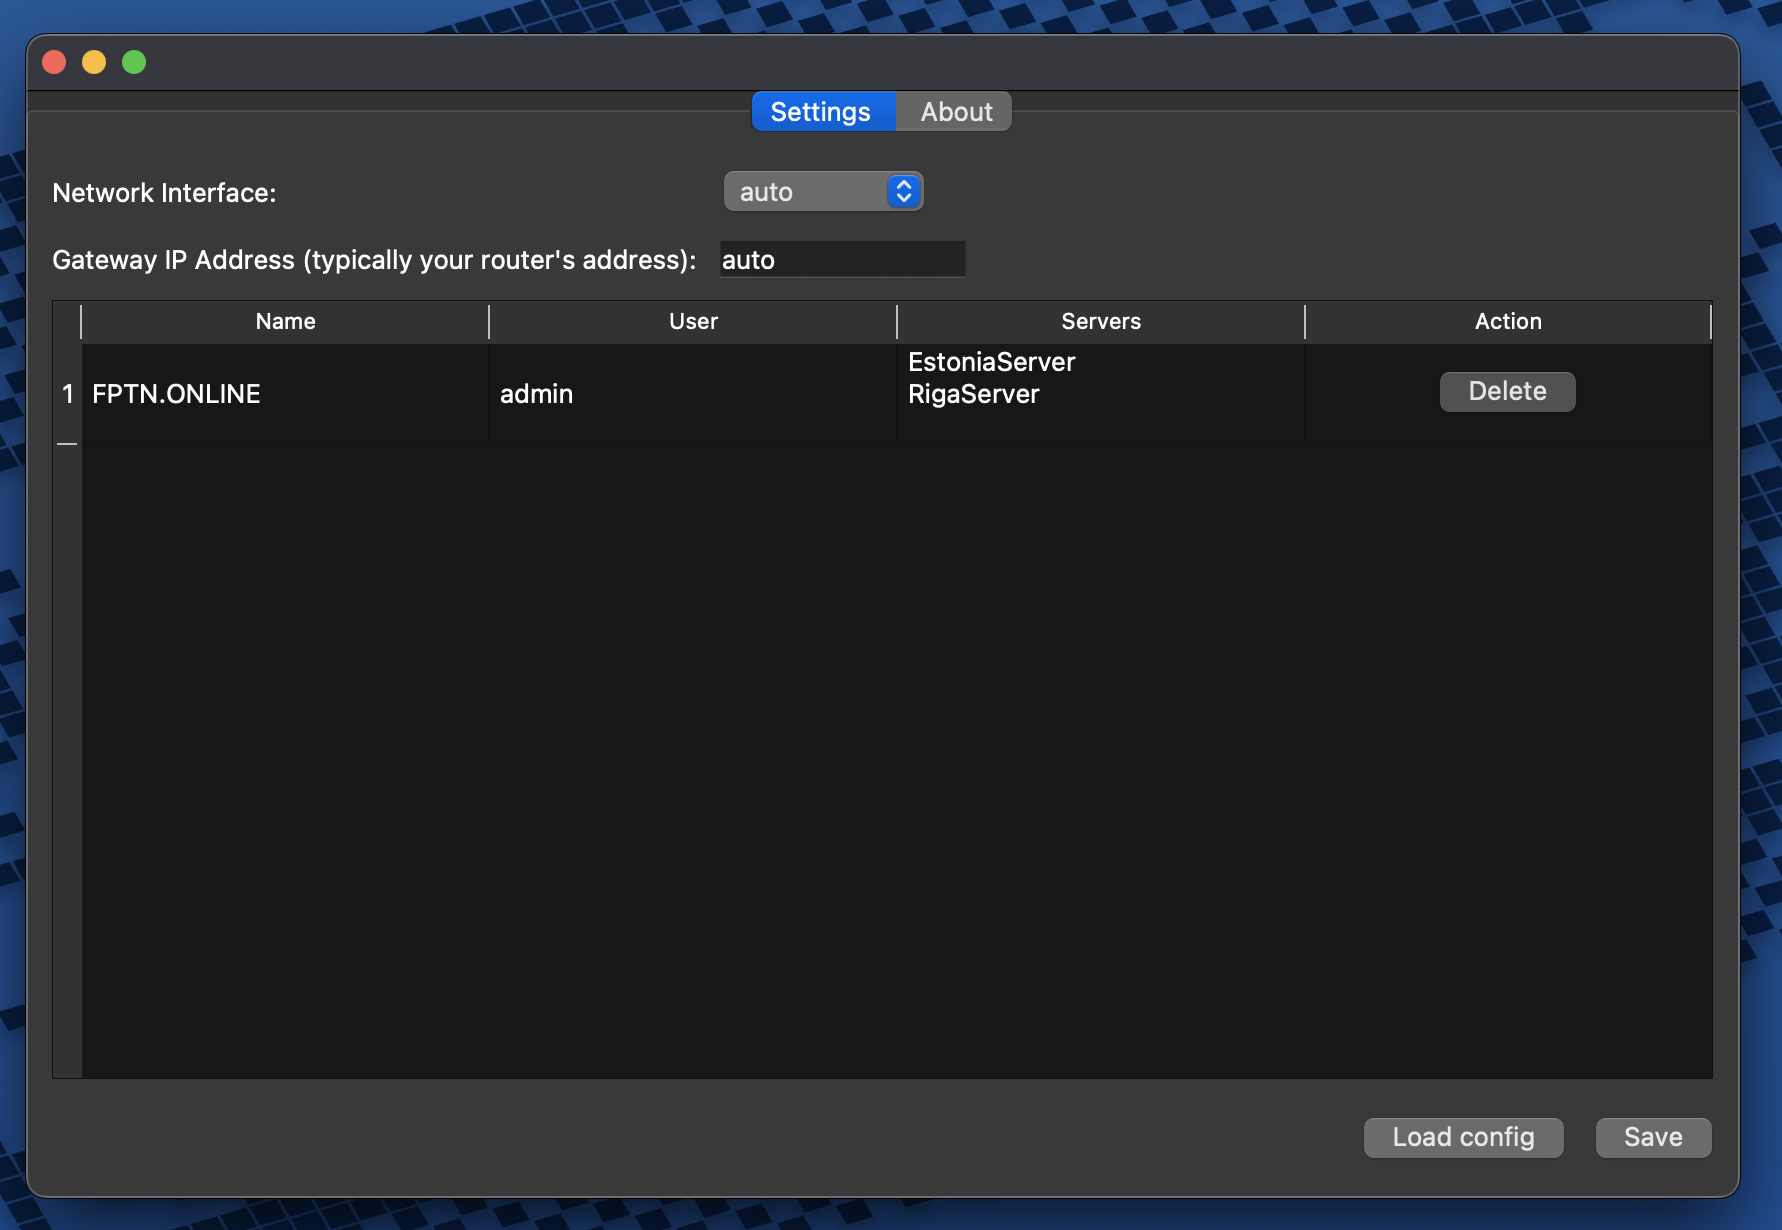 Settings About
Network Interface: auto
Gateway IP Address (typically your router's address): auto
Name User Servers Action
1 FPTN.ONLINE admin EstoniaServer
RigaServer Delete
Load config Save